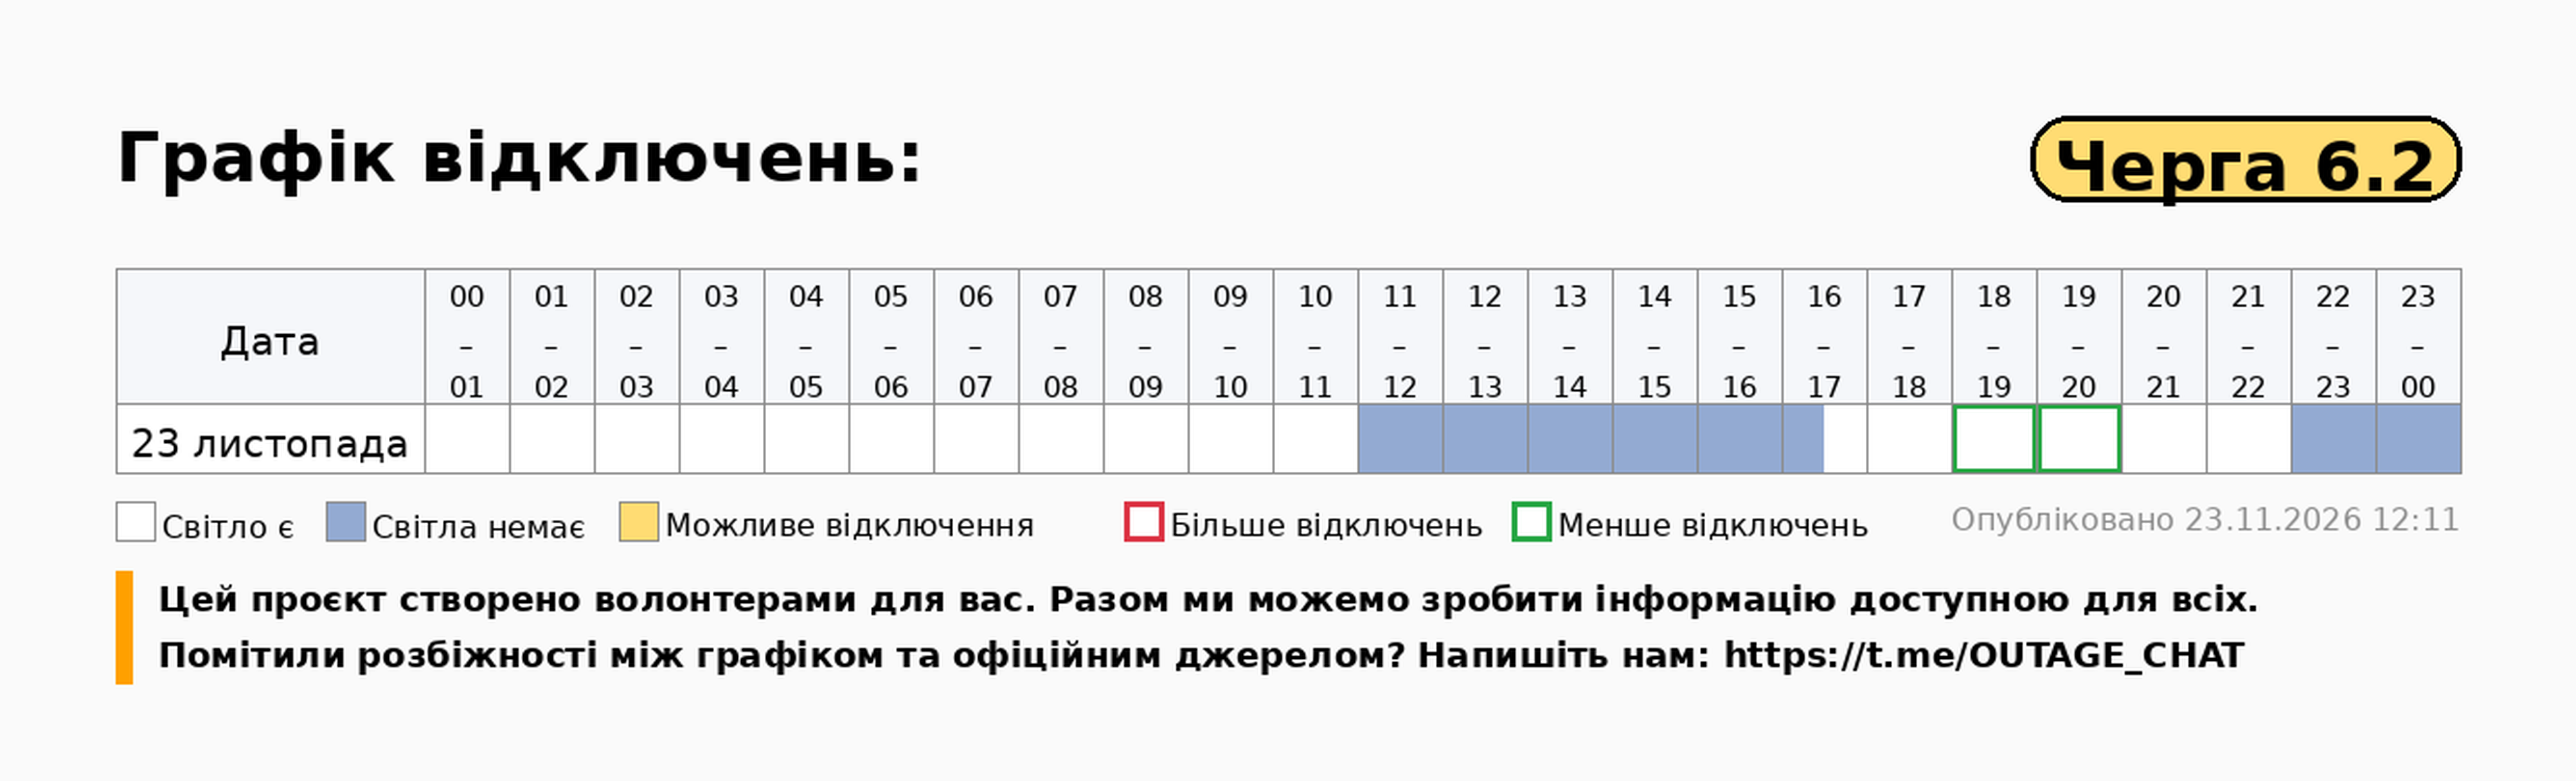 Графік відключень:
Черга 6.2
Дата
00 – 01
01 – 02
02 – 03
03 – 04
04 – 05
05 – 06
06 – 07
07 – 08
08 – 09
09 – 10
10 – 11
11 – 12
12 – 13
13 – 14
14 – 15
15 – 16
16 – 17
17 – 18
18 – 19
19 – 20
20 – 21
21 – 22
22 – 23
23 – 00
23 листопада
Світло є
Світла немає
Можливе відключення
Більше відключень
Менше відключень
Опубліковано 23.11.2026 12:11
Цей проєкт створено волонтерами для вас. Разом ми можемо зробити інформацію доступною для всіх.
Помітили розбіжності між графіком та офіційним джерелом? Напишіть нам: https://t.me/OUTAGE_CHAT